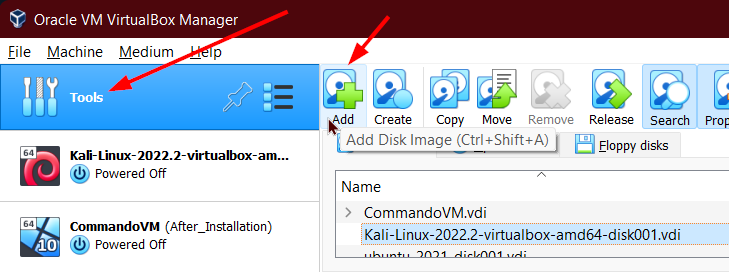 Oracle VM VirtualBox Manager
File Machine Medium Help
Tools
Add Create Copy Move Remove Release Search
Add Disk Image (Ctrl+Shift+A)
Floppy disks
64
Kali-Linux-2022.2-virtualbox-am...
Powered Off
Name
CommandoVM.vdi
64
10
CommandoVM (After_Installation)
Powered Off
Kali-Linux-2022.2-virtualbox-amd64-disk001.vdi